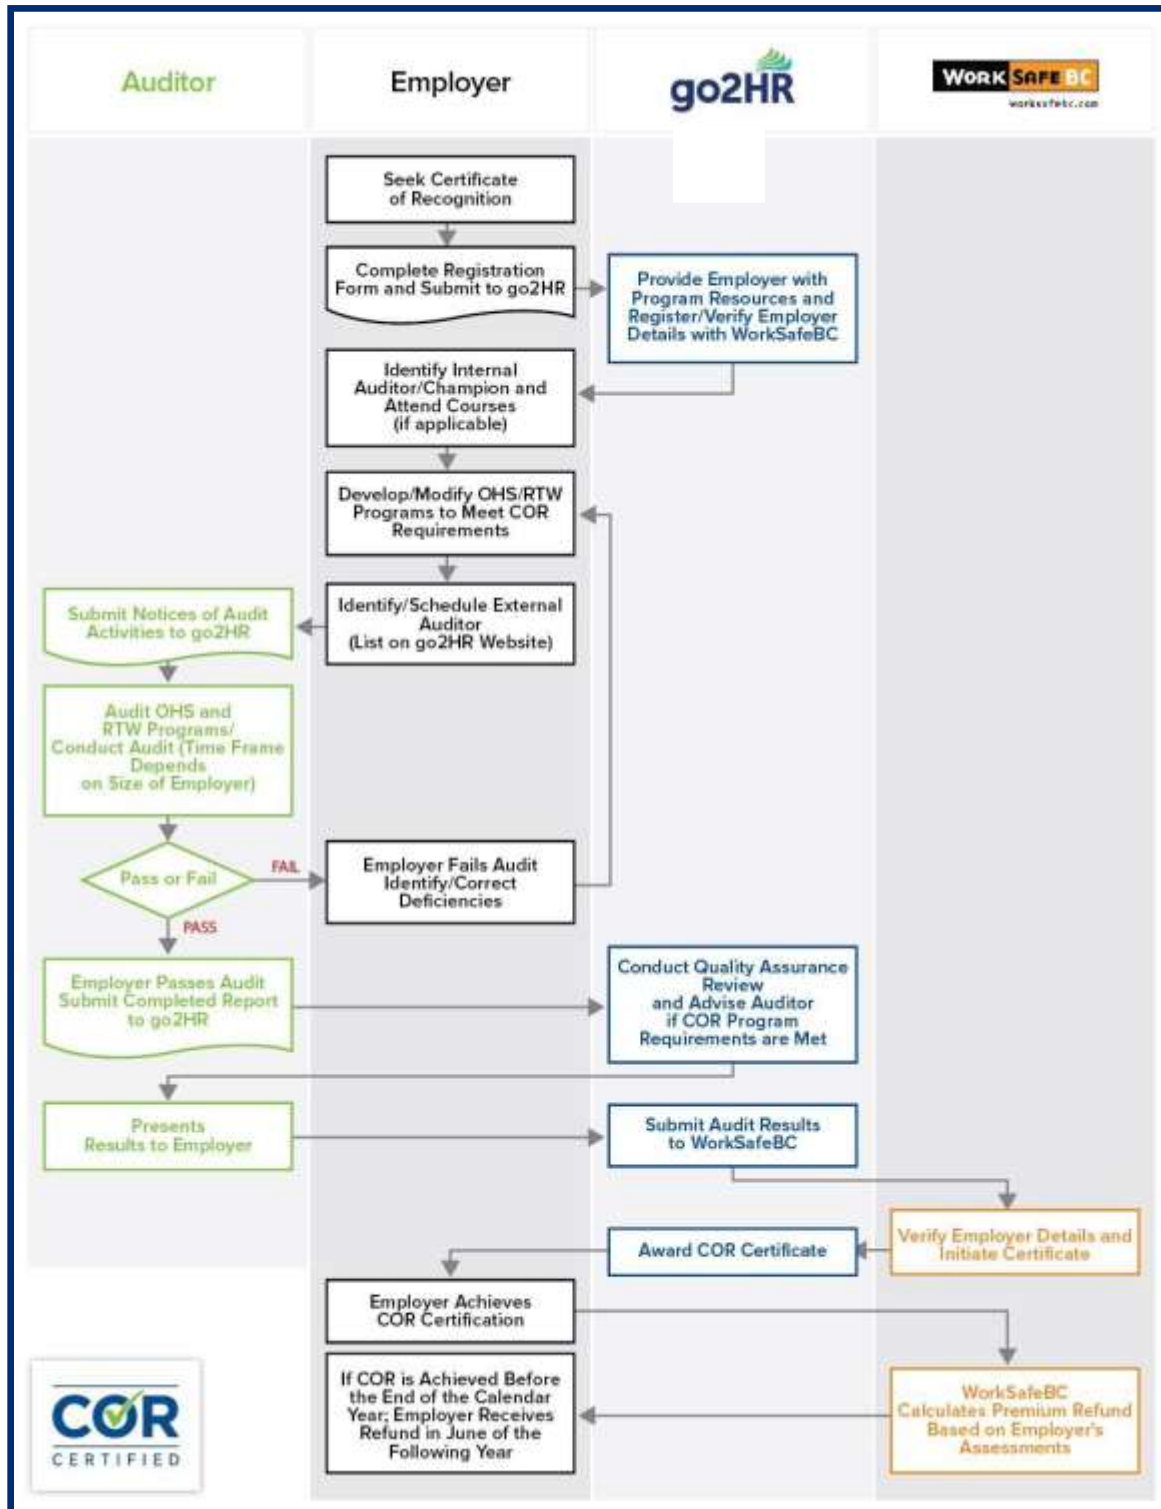 Auditor
Employer
go2HR
WORK SAFE BC
worksafebc.com
Seek Certificate
of Recognition
Complete Registration
Form and Submit to go2HR
Provide Employer with
Program Resources and
Register/Verify Employer
Details with WorkSafeBC
Identify Internal
Auditor/Champion and
Attend Courses
(if applicable)
Develop/Modify OHS/RTW
Programs to Meet COR
Requirements
Identify/Schedule External
Auditor
(List on go2HR Website)
Submit Notices of Audit
Activities to go2HR
Audit OHS and
RTW Programs/
Conduct Audit (Time Frame
Depends
on Size of Employer)
Pass or Fail
FAIL
Employer Fails Audit
Identify/Correct
Deficiencies
PASS
Employer Passes Audit
Submit Completed Report
to go2HR
Conduct Quality Assurance
Review
and Advise Auditor
if COR Program
Requirements are Met
Presents
Results to Employer
Submit Audit Results
to WorkSafeBC
Verify Employer Details and
Initiate Certificate
Award COR Certificate
Employer Achieves
COR Certification
WorkSafeBC
Calculates Premium Refund
Based on Employer's
Assessments
If COR is Achieved Before
the End of the Calendar
Year; Employer Receives
Refund in June of the
Following Year
COR
CERTIFIED